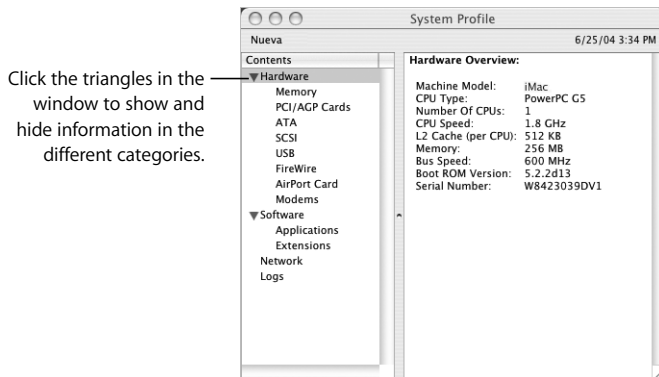 System Profile
Nueva 6/25/04 3:34 PM
Click the triangles in the
window to show and
hide information in the
different categories.
Contents
Hardware
Memory
PCI/AGP Cards
ATA
SCSI
USB
FireWire
AirPort Card
Modems
Software
Applications
Extensions
Network
Logs
Hardware Overview:
Machine Model: iMac
CPU Type: PowerPC G5
Number Of CPUs: 1
CPU Speed: 1.8 GHz
L2 Cache (per CPU): 512 KB
Memory: 256 MB
Bus Speed: 600 MHz
Boot ROM Version: 5.2.2d13
Serial Number: W8423039DV1